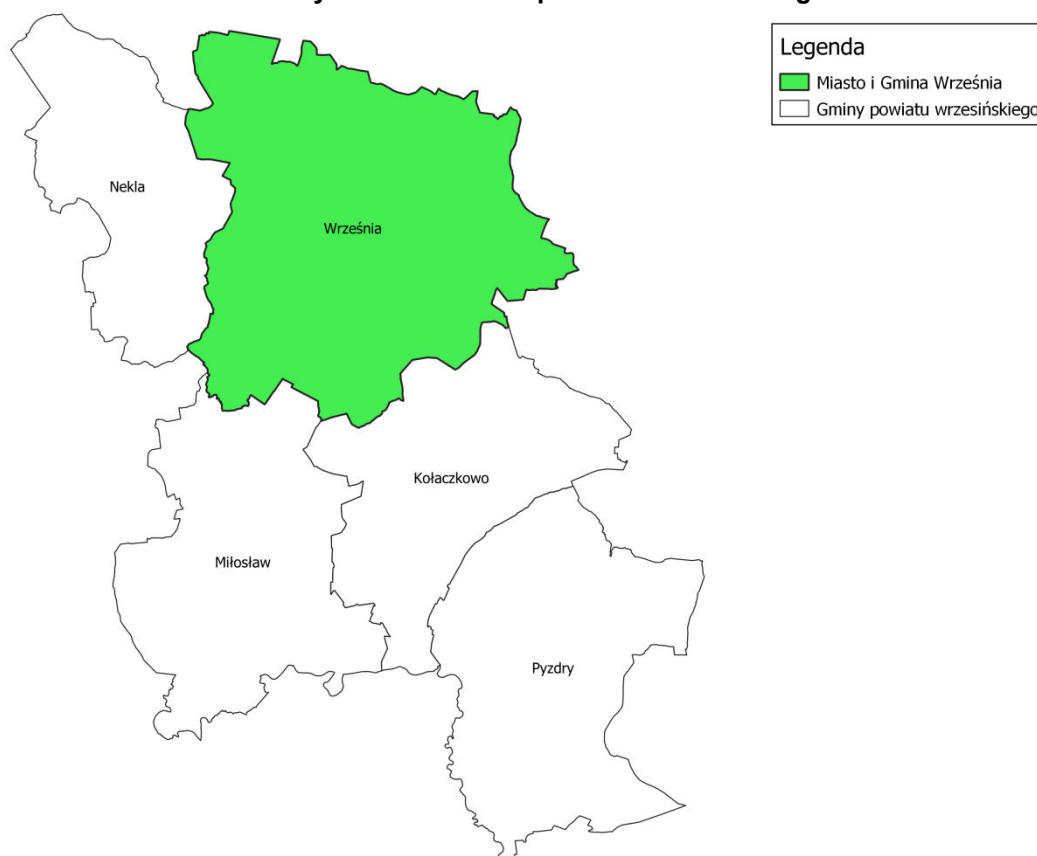 Legenda
Miasto i Gmina Września
Gminy powiatu wrzesińskiego
Nekla
Września
Kołaczkowo
Miłosław
Pyzdry